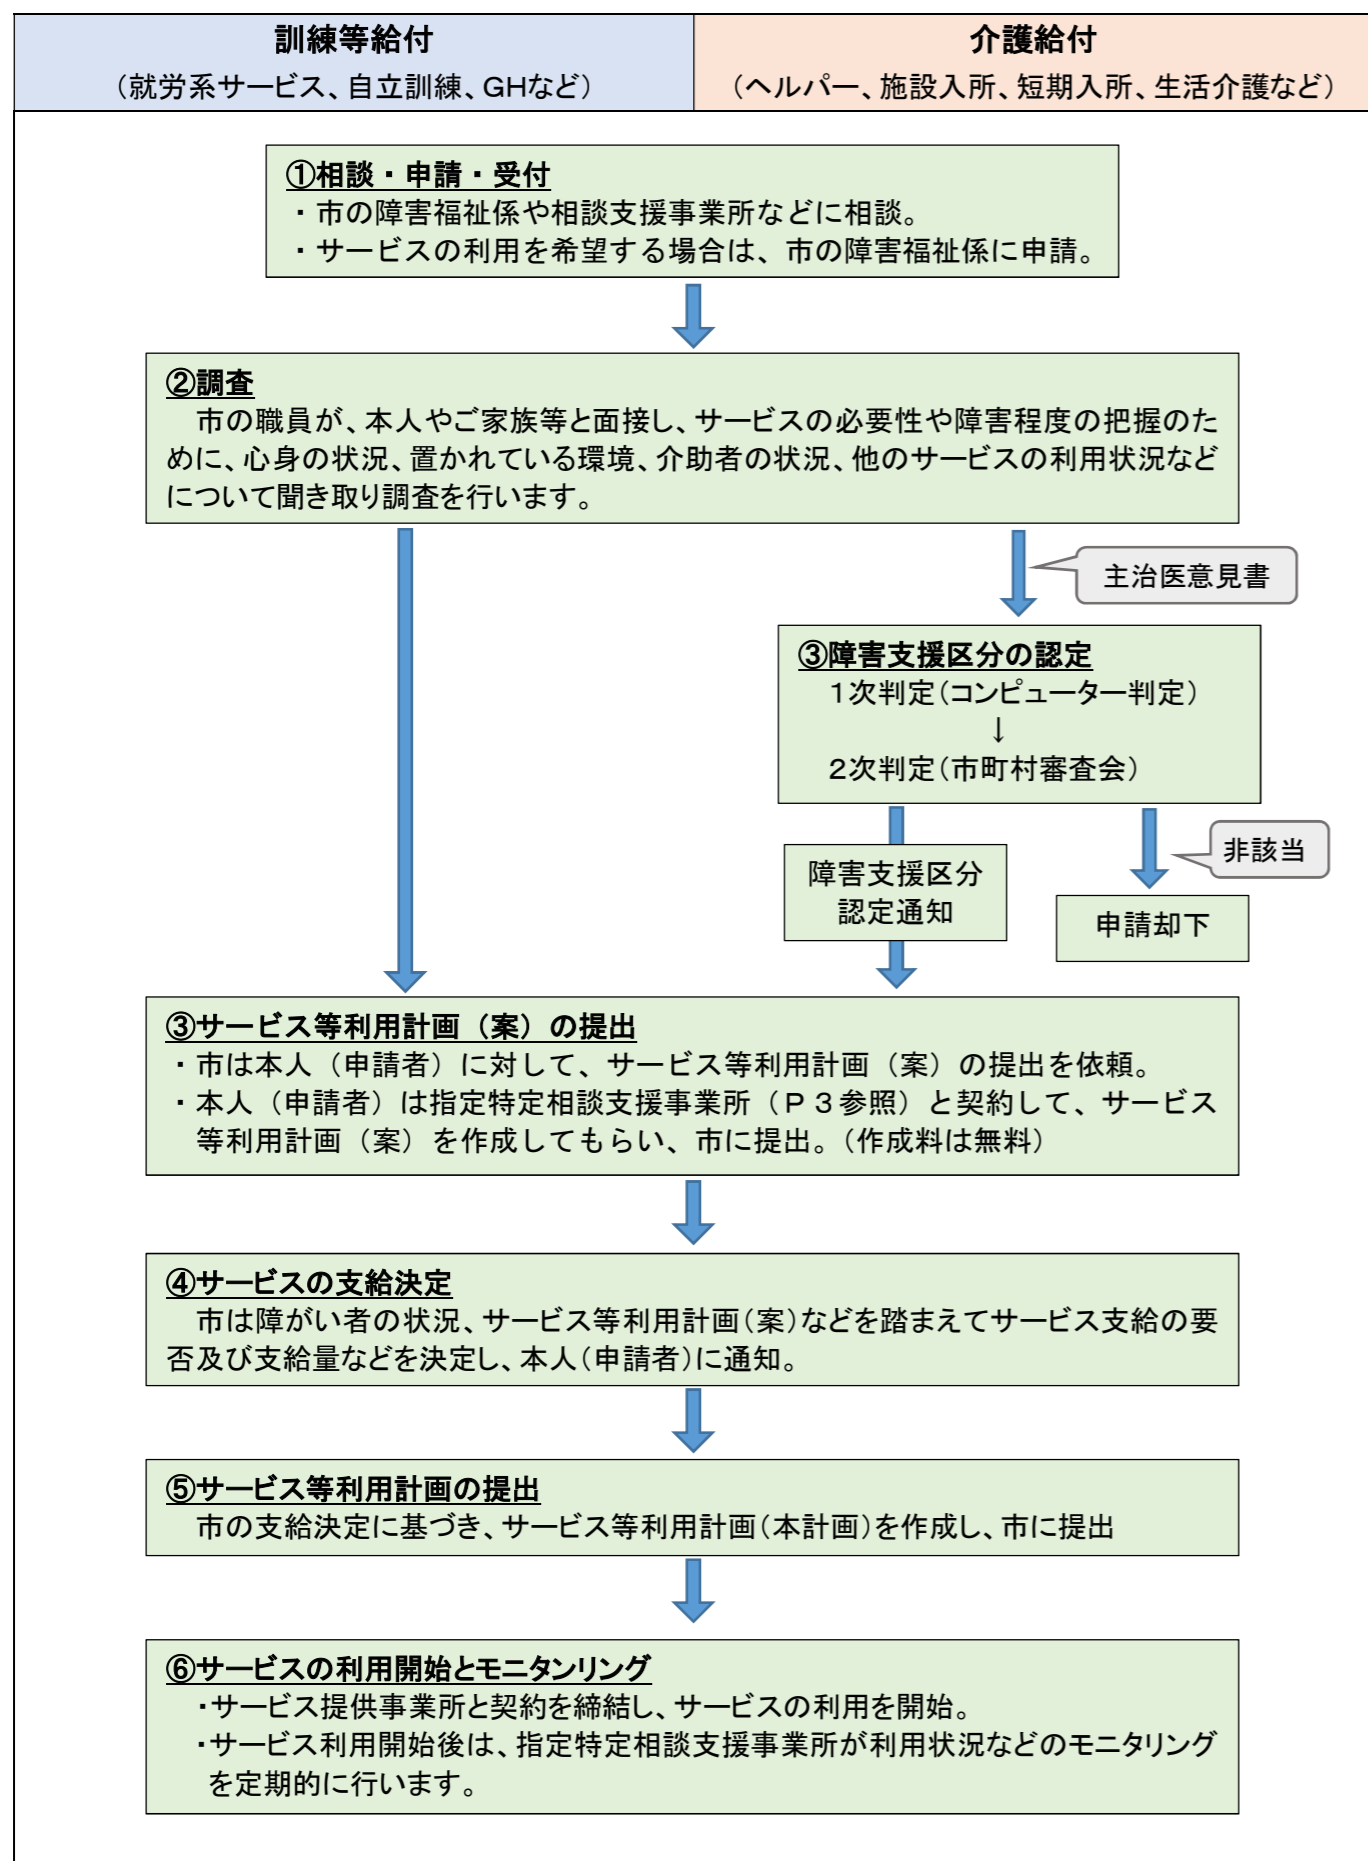 訓練等給付
（就労系サービス、自立訓練、GHなど）
介護給付
（ヘルパー、施設入所、短期入所、生活介護など）
①相談・申請・受付
・市の障害福祉係や相談支援事業所などに相談。
・サービスの利用を希望する場合は、市の障害福祉係に申請。
②調査
市の職員が、本人やご家族等と面接し、サービスの必要性や障害程度の把握のた
めに、心身の状況、置かれている環境、介助者の状況、他のサービスの利用状況など
について聞き取り調査を行います。
主治医意見書
③障害支援区分の認定
１次判定（コンピューター判定）
↓
２次判定（市町村審査会）
非該当
障害支援区分
認定通知
申請却下
③サービス等利用計画（案）の提出
・市は本人（申請者）に対して、サービス等利用計画（案）の提出を依頼。
・本人（申請者）は指定特定相談支援事業所（Ｐ３参照）と契約して、サービス
等利用計画（案）を作成してもらい、市に提出。（作成料は無料）
④サービスの支給決定
市は障がい者の状況、サービス等利用計画（案）などを踏まえてサービス支給の要
否及び支給量などを決定し、本人（申請者）に通知。
⑤サービス等利用計画の提出
市の支給決定に基づき、サービス等利用計画（本計画）を作成し、市に提出
⑥サービスの利用開始とモニタンリング
・サービス提供事業所と契約を締結し、サービスの利用を開始。
・サービス利用開始後は、指定特定相談支援事業所が利用状況などのモニタリング
を定期的に行います。